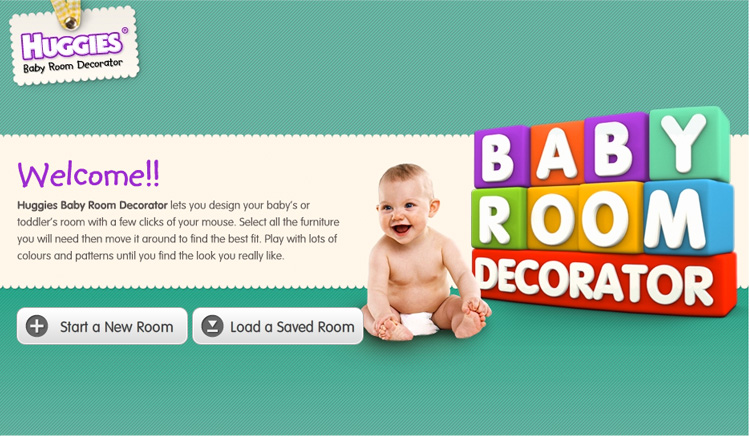 HUGGIES®
Baby Room Decorator
Welcome!!
Huggies Baby Room Decorator lets you design your baby's or
toddler's room with a few clicks of your mouse. Select all the furniture
you will need then move it around to find the best fit. Play with lots of
colours and patterns until you find the look you really like.
Start a New Room
Load a Saved Room
BABY
ROOM
DECORATOR